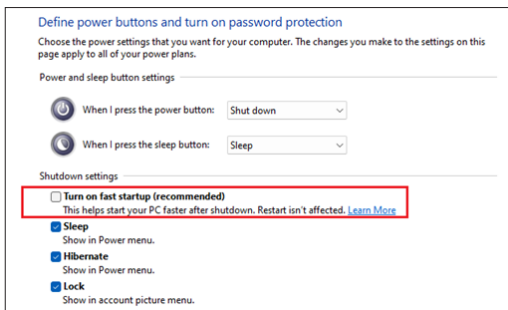 Define power buttons and turn on password protection
Choose the power settings that you want for your computer. The changes you make to the settings on this
page apply to all of your power plans.
Power and sleep button settings
When I press the power button: Shut down
When I press the sleep button: Sleep
Shutdown settings
Turn on fast startup (recommended)
This helps start your PC faster after shutdown. Restart isn't affected. Learn More
Sleep
Show in Power menu.
Hibernate
Show in Power menu.
Lock
Show in account picture menu.